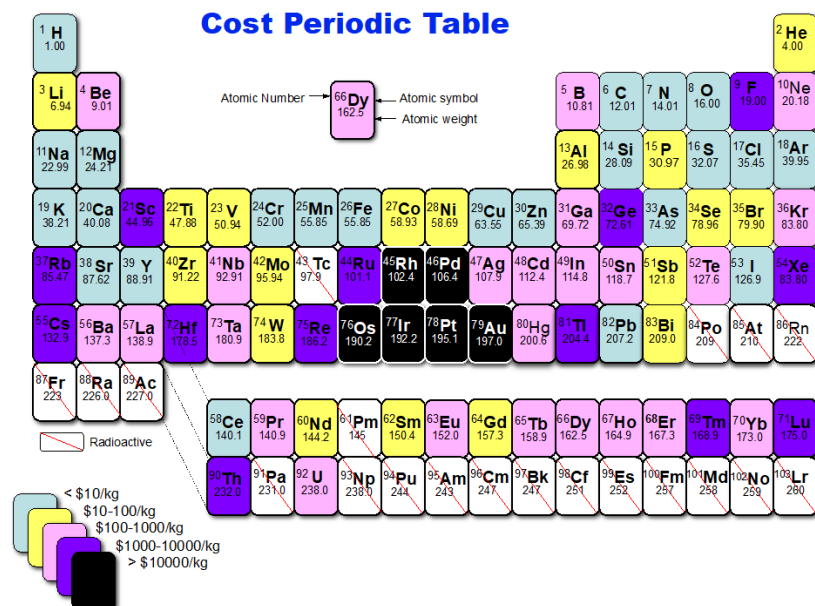 Cost Periodic Table
1 H 1.00
2 He 4.00
3 Li 6.94
4 Be 9.01
Atomic Number
66 Dy 162.5
Atomic symbol
Atomic weight
5 B 10.81
6 C 12.01
7 N 14.01
8 O 16.00
9 F 19.00
10 Ne 20.18
11 Na 22.99
12 Mg 24.21
13 Al 26.98
14 Si 28.09
15 P 30.97
16 S 32.07
17 Cl 35.45
18 Ar 39.95
19 K 38.21
20 Ca 40.08
21 Sc 44.96
22 Ti 47.88
23 V 50.94
24 Cr 52.00
25 Mn 55.85
26 Fe 55.85
27 Co 58.93
28 Ni 58.69
29 Cu 63.55
30 Zn 65.39
31 Ga 69.72
32 Ge 72.61
33 As 74.92
34 Se 78.96
35 Br 79.90
36 Kr 83.80
37 Rb 85.47
38 Sr 87.62
39 Y 88.91
40 Zr 91.22
41 Nb 92.91
42 Mo 95.94
43 Tc 97.9
44 Ru 101.1
45 Rh 102.4
46 Pd 106.4
47 Ag 107.9
48 Cd 112.4
49 In 114.8
50 Sn 118.7
51 Sb 121.8
52 Te 127.6
53 I 126.9
54 Xe 83.80
55 Cs 132.9
56 Ba 137.3
57 La 138.9
72 Hf 178.5
73 Ta 180.9
74 W 183.8
75 Re 186.2
76 Os 190.2
77 Ir 192.2
78 Pt 195.1
79 Au 197.0
80 Hg 200.6
81 Tl 204.4
82 Pb 207.2
83 Bi 209.0
84 Po 209
85 At 210
86 Rn 222
87 Fr 223
88 Ra 226.0
89 Ac 227.0
Radioactive
58 Ce 140.1
59 Pr 140.9
60 Nd 144.2
61 Pm 145
62 Sm 150.4
63 Eu 152.0
64 Gd 157.3
65 Tb 158.9
66 Dy 162.5
67 Ho 164.9
68 Er 167.3
69 Tm 168.9
70 Yb 173.0
71 Lu 175.0
90 Th 232.0
91 Pa 231.0
92 U 238.0
93 Np 238.0
94 Pu 244
95 Am 243
96 Cm 247
97 Bk 247
98 Cf 251
99 Es 252
100 Fm 257
101 Md 258
102 No 259
103 Lr 260
< $10/kg
$10-100/kg
$100-1000/kg
$1000-10000/kg
> $10000/kg